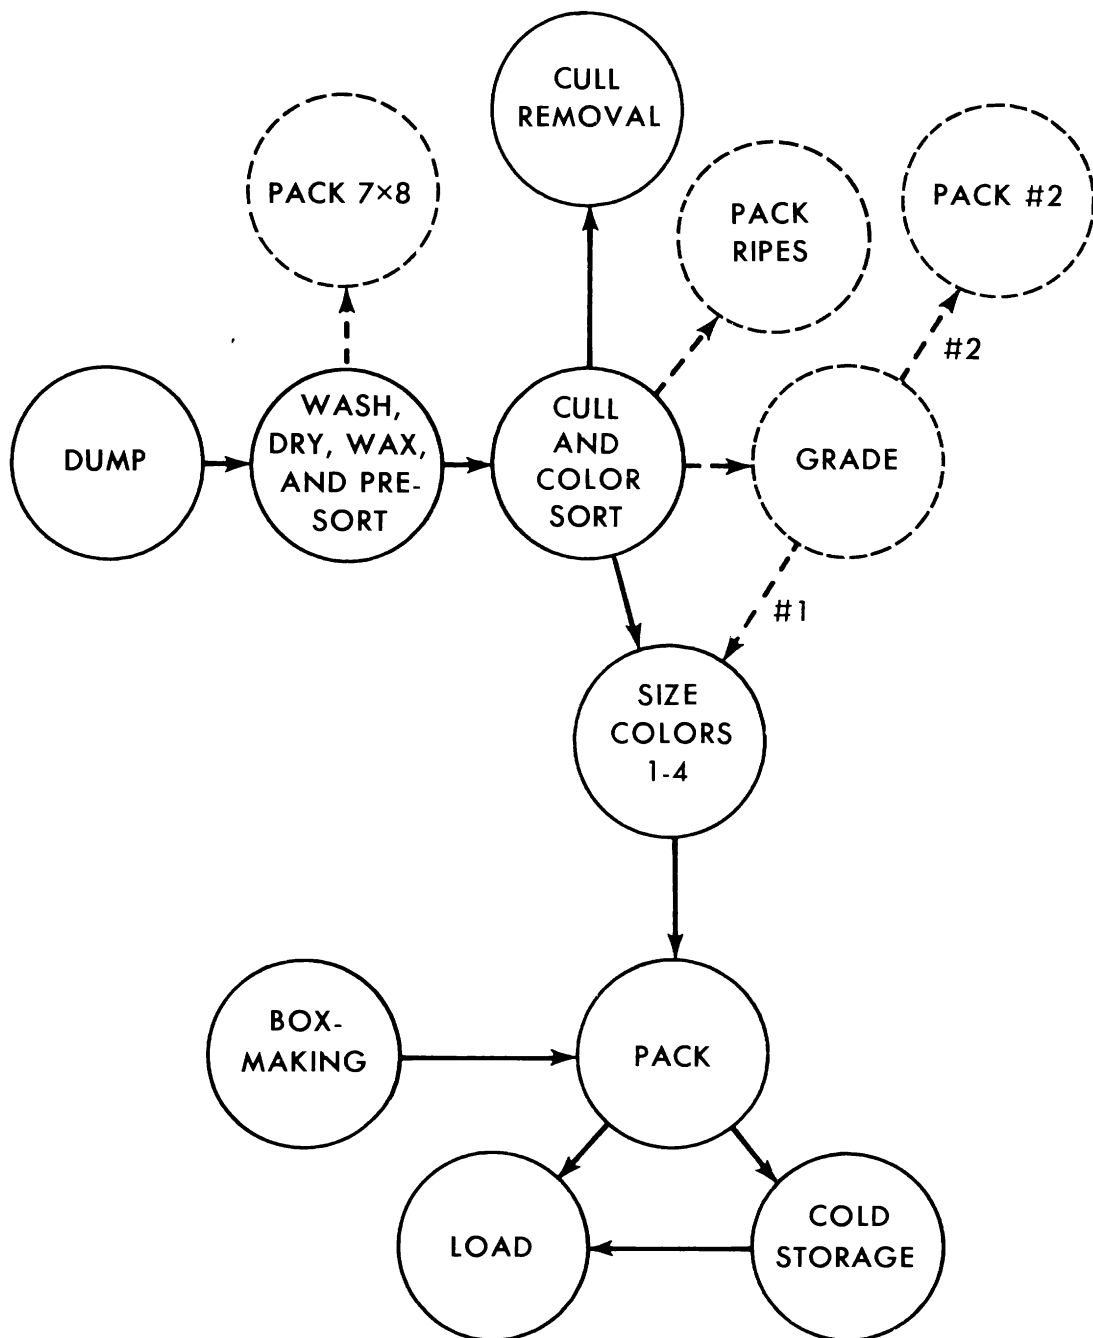 CULL
REMOVAL
PACK 7×8
PACK
RIPES
PACK #2
#2
DUMP
WASH,
DRY, WAX,
AND PRE-
SORT
CULL
AND
COLOR
SORT
GRADE
#1
SIZE
COLORS
1-4
BOX-
MAKING
PACK
LOAD
COLD
STORAGE